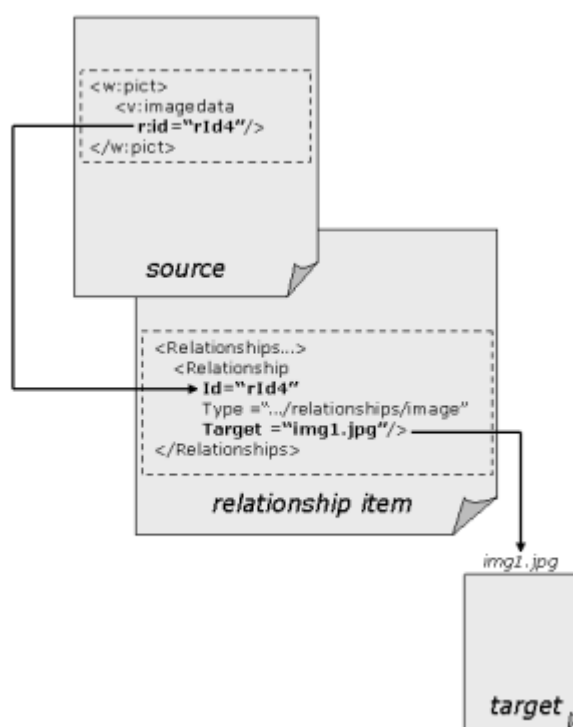 <w:pict>
<v:imagedata
r:id="rId4"/>
</w:pict>
source
<Relationships...>
<Relationship
Id="rId4"
Type =".../relationships/image"
Target ="img1.jpg"/>
</Relationships>
relationship item
img1.jpg
target